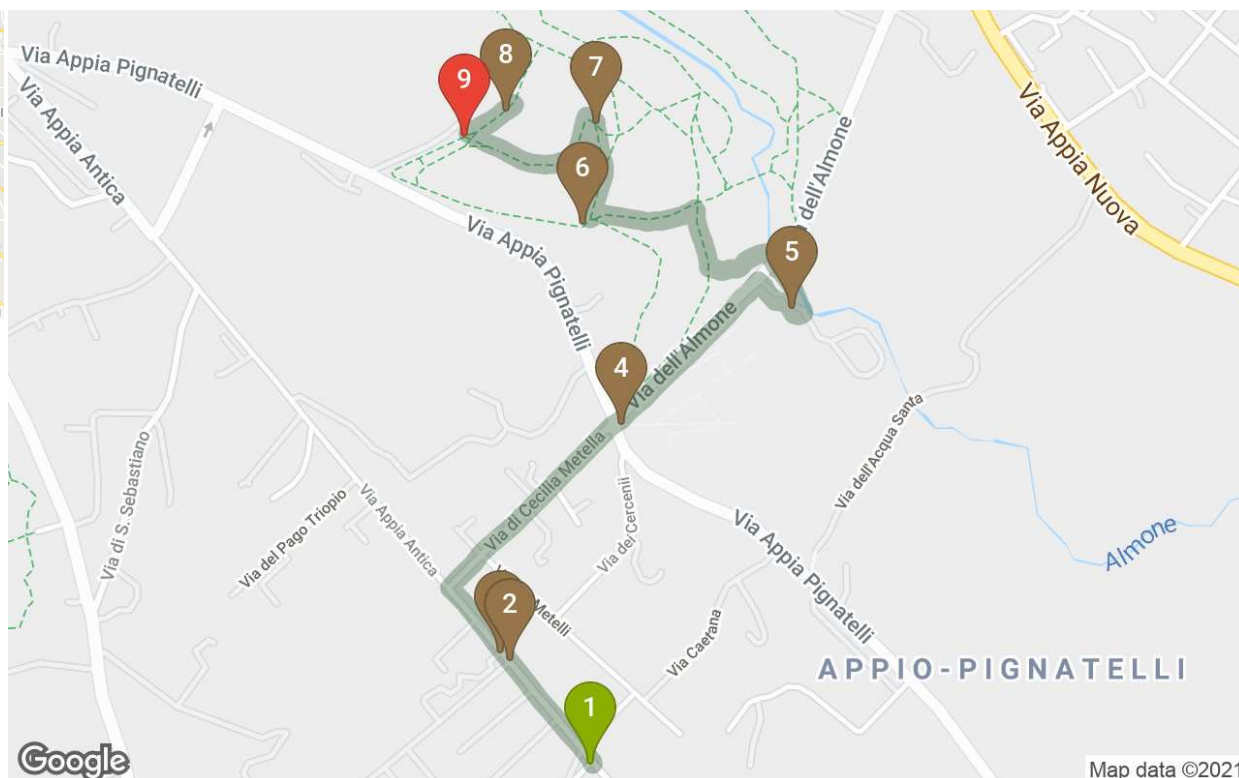 Via Appia Pignatelli
Via Appia Antica
8
7
9
6
Via Appia Pignatelli
Via dell'Almone
Via Appia Nuova
5
4
Via dell'Almone
Via di S. Sebastiano
Via del Pago Triopio
Via Appia Antica
Via di Cecilia Metella
Via dei Cercenii
Via dell'Acqua Santa
Almone
Via Appia Pignatelli
2
Metelli
Via Caetana
APPIO-PIGNATELLI
1
Google
Map data ©2021